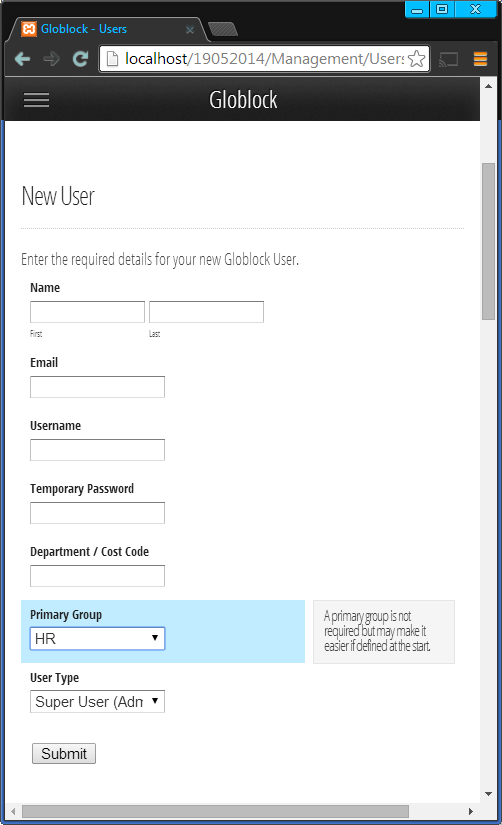 Globlock - Users
localhost/19052014/Management/Users
Globlock
New User
Enter the required details for your new Globlock User.
Name
First Last
Email
Username
Temporary Password
Department / Cost Code
Primary Group
HR
A primary group is not
required but may make it
easier if defined at the start.
User Type
Super User (Adm
Submit